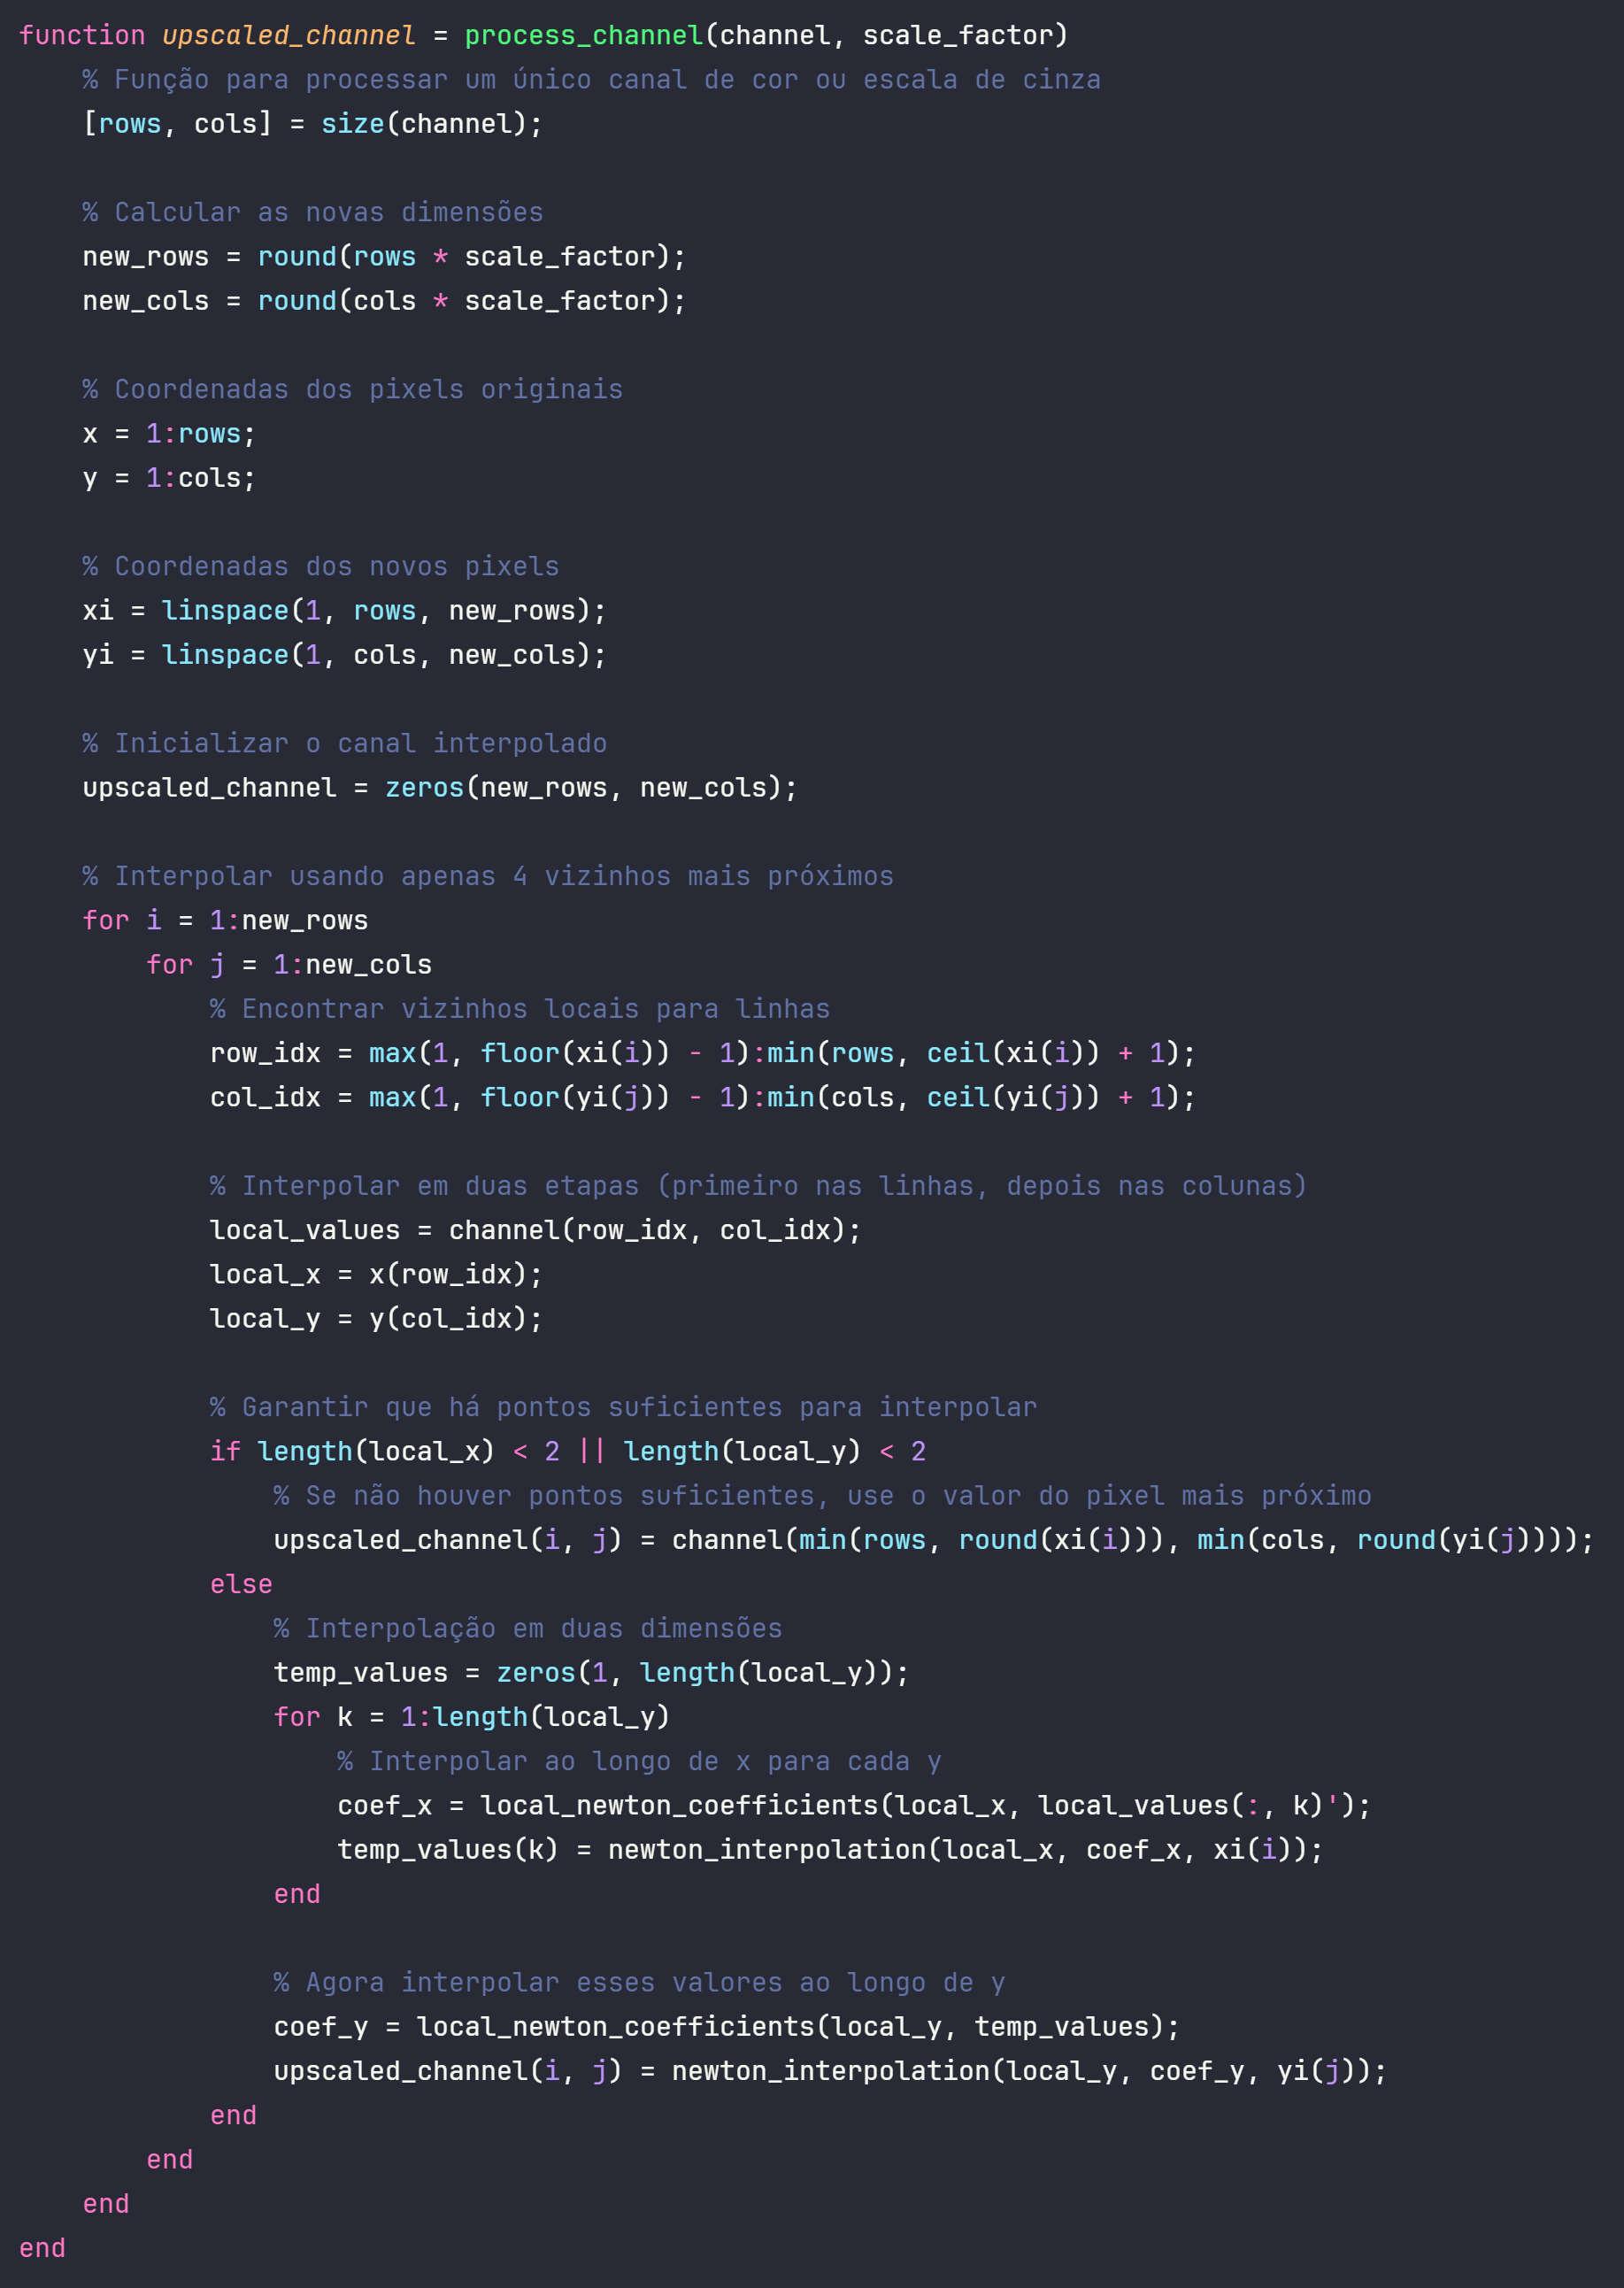 function upscaled_channel = process_channel(channel, scale_factor)
    % Função para processar um único canal de cor ou escala de cinza
    [rows, cols] = size(channel);

    % Calcular as novas dimensões
    new_rows = round(rows * scale_factor);
    new_cols = round(cols * scale_factor);

    % Coordenadas dos pixels originais
    x = 1:rows;
    y = 1:cols;

    % Coordenadas dos novos pixels
    xi = linspace(1, rows, new_rows);
    yi = linspace(1, cols, new_cols);

    % Inicializar o canal interpolado
    upscaled_channel = zeros(new_rows, new_cols);

    % Interpolar usando apenas 4 vizinhos mais próximos
    for i = 1:new_rows
        for j = 1:new_cols
            % Encontrar vizinhos locais para linhas
            row_idx = max(1, floor(xi(i)) - 1):min(rows, ceil(xi(i)) + 1);
            col_idx = max(1, floor(yi(j)) - 1):min(cols, ceil(yi(j)) + 1);

            % Interpolar em duas etapas (primeiro nas linhas, depois nas colunas)
            local_values = channel(row_idx, col_idx);
            local_x = x(row_idx);
            local_y = y(col_idx);

            % Garantir que há pontos suficientes para interpolar
            if length(local_x) < 2 || length(local_y) < 2
                % Se não houver pontos suficientes, use o valor do pixel mais próximo
                upscaled_channel(i, j) = channel(min(rows, round(xi(i))), min(cols, round(yi(j))));
            else
                % Interpolação em duas dimensões
                temp_values = zeros(1, length(local_y));
                for k = 1:length(local_y)
                    % Interpolar ao longo de x para cada y
                    coef_x = local_newton_coefficients(local_x, local_values(:, k)');
                    temp_values(k) = newton_interpolation(local_x, coef_x, xi(i));
                end

                % Agora interpolar esses valores ao longo de y
                coef_y = local_newton_coefficients(local_y, temp_values);
                upscaled_channel(i, j) = newton_interpolation(local_y, coef_y, yi(j));
            end
        end
    end
end